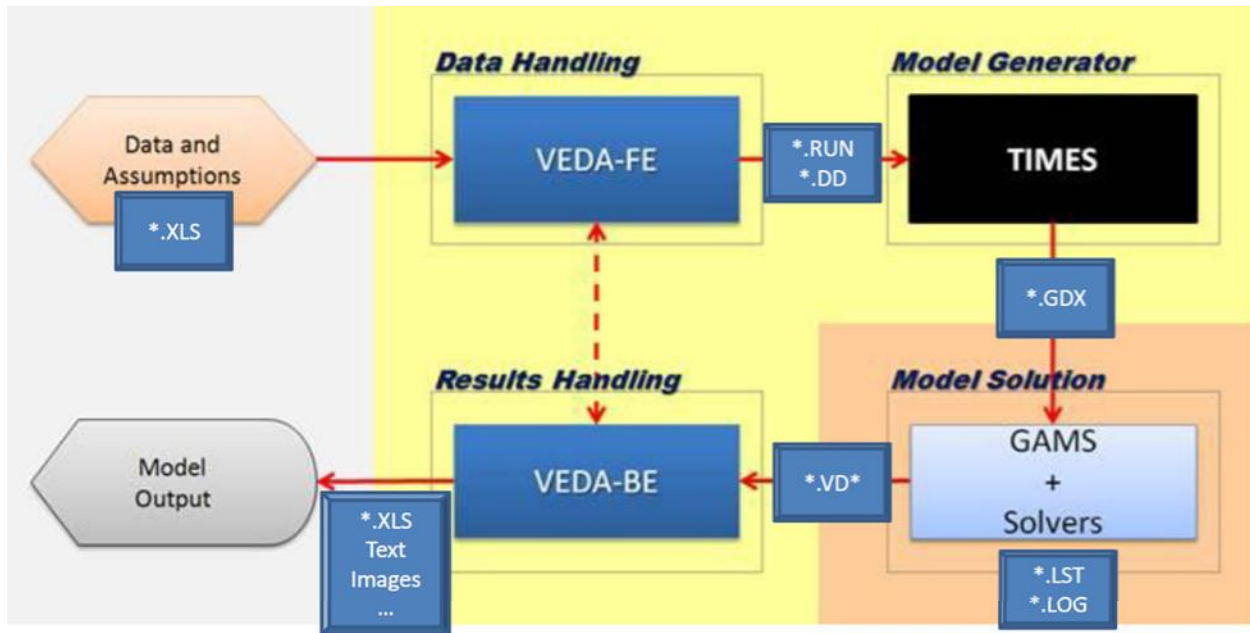 Data Handling
Model Generator
Data and
Assumptions
*.XLS
VEDA-FE
*.RUN
*.DD
TIMES
*.GDX
Results Handling
Model Solution
Model
Output
*.XLS
Text
Images
...
VEDA-BE
*.VD*
GAMS
+
Solvers
*.LST
*.LOG